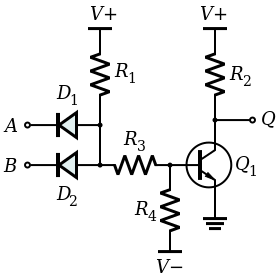 V+ V+
R1 R2
D1
A Q
R3
B Q1
D2 R4
V−